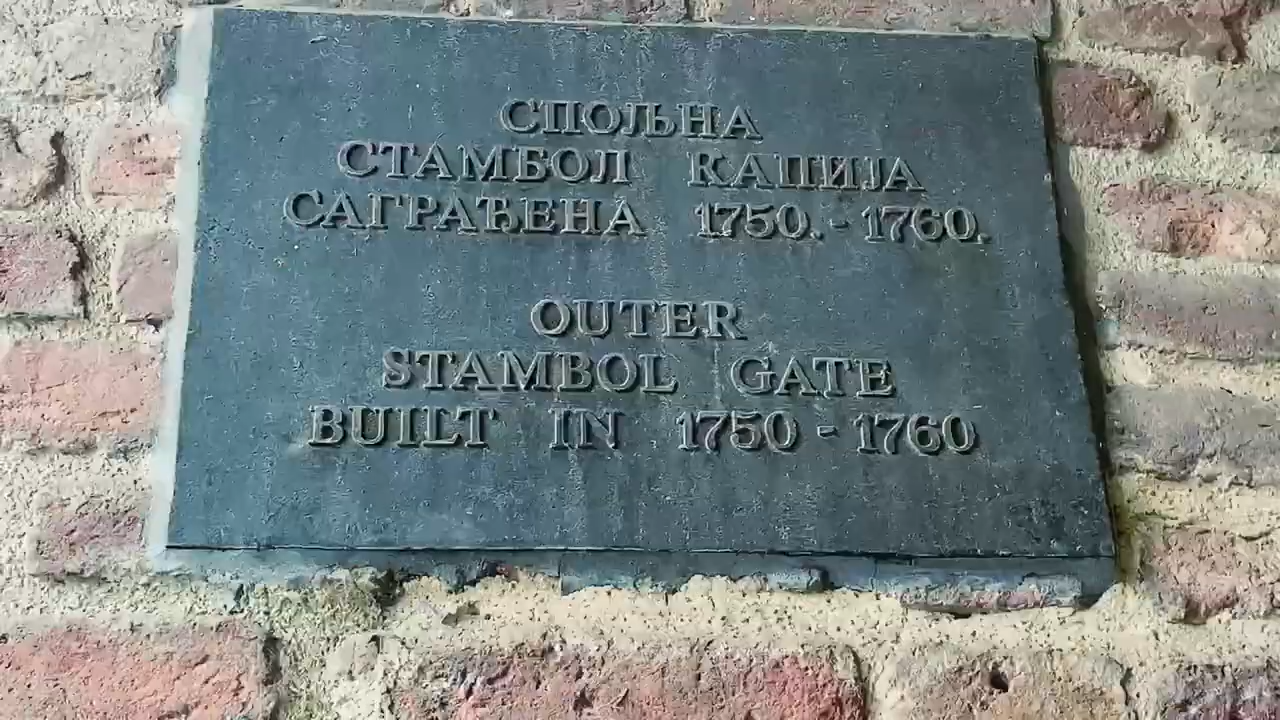 СПОЉНА
СТАМБОЛ КАПИЈА
САГРАЂЕНА 1750.-1760.
OUTER
STAMBOL GATE
BUILT IN 1750-1760